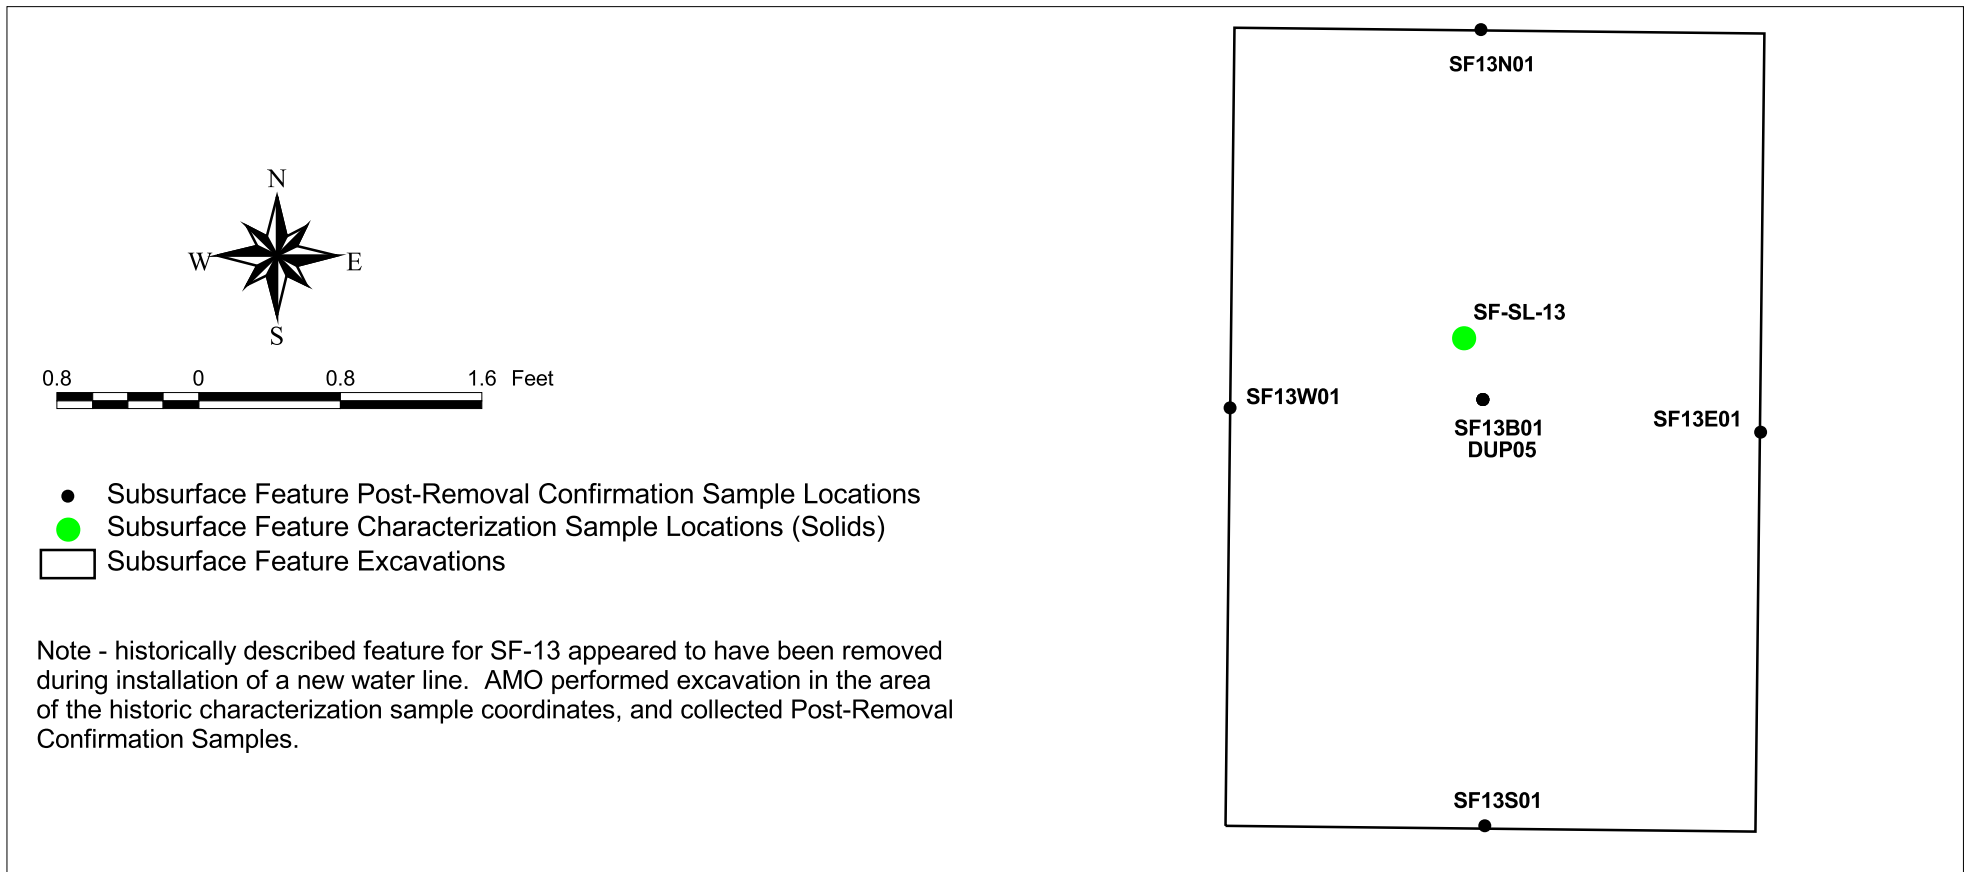 N
W
E
S
0.8 0 0.8 1.6 Feet
Subsurface Feature Post-Removal Confirmation Sample Locations
Subsurface Feature Characterization Sample Locations (Solids)
Subsurface Feature Excavations
Note - historically described feature for SF-13 appeared to have been removed
during installation of a new water line.  AMO performed excavation in the area
of the historic characterization sample coordinates, and collected Post-Removal
Confirmation Samples.
SF13N01
SF-SL-13
SF13W01
SF13E01
SF13B01
DUP05
SF13S01